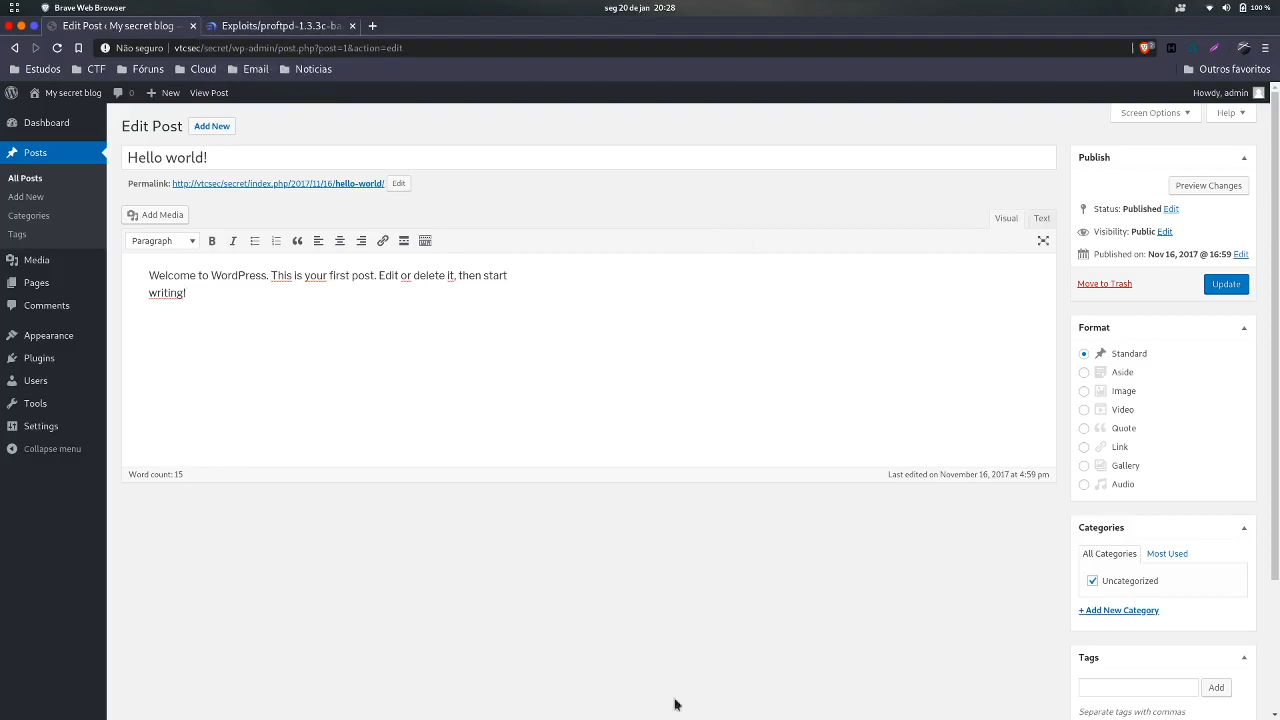 Brave Web Browser
seg 20 de jan 20:28
100 %
Edit Post ‹ My secret blog –
Exploits/proftpd-1.3.3c-ba
Não seguro
vtcsec/secret/wp-admin/post.php?post=1&action=edit
2
Estudos
CTF
Fóruns
Cloud
Email
Noticias
Outros favoritos
My secret blog
0
New
View Post
Howdy, admin
Dashboard
Posts
All Posts
Add New
Categories
Tags
Media
Pages
Comments
Appearance
Plugins
Users
Tools
Settings
Collapse menu
Screen Options
Help
Edit Post
Add New
Hello world!
Permalink: http://vtcsec/secret/index.php/2017/11/16/hello-world/ Edit
Add Media
Visual
Text
Paragraph
B
I
Welcome to WordPress. This is your first post. Edit or delete it, then start
writing!
Word count: 15
Last edited on November 16, 2017 at 4:59 pm
Publish
Preview Changes
Status: Published Edit
Visibility: Public Edit
Published on: Nov 16, 2017 @ 16:59 Edit
Move to Trash
Update
Format
Standard
Aside
Image
Video
Quote
Link
Gallery
Audio
Categories
All Categories
Most Used
Uncategorized
+ Add New Category
Tags
Add
Separate tags with commas